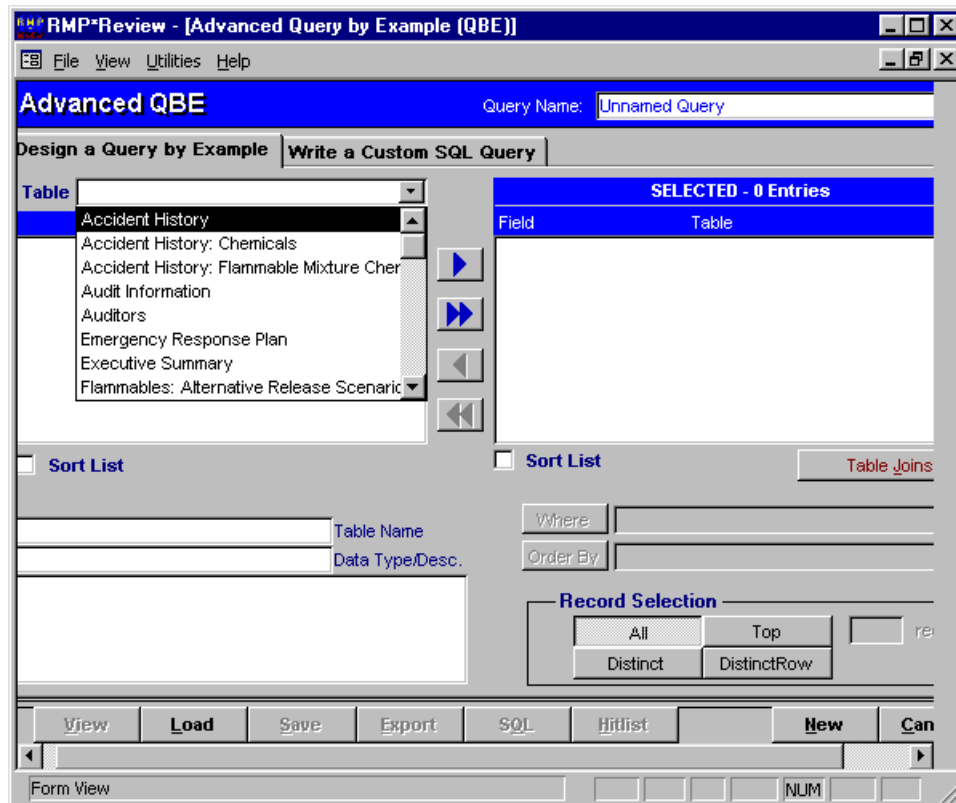 RMP*Review - [Advanced Query by Example (QBE)]
File View Utilities Help
Advanced QBE
Query Name: Unnamed Query
Design a Query by Example
Write a Custom SQL Query
Table
SELECTED - 0 Entries
Field Table
Accident History
Accident History: Chemicals
Accident History: Flammable Mixture Cher
Audit Information
Auditors
Emergency Response Plan
Executive Summary
Flammables: Alternative Release Scenaric
Sort List
Sort List
Table Joins
Table Name
Data Type/Desc.
Where
Order By
Record Selection
All Top rec
Distinct DistinctRow
View Load Save Export SQL Hitlist New Can
Form View NUM